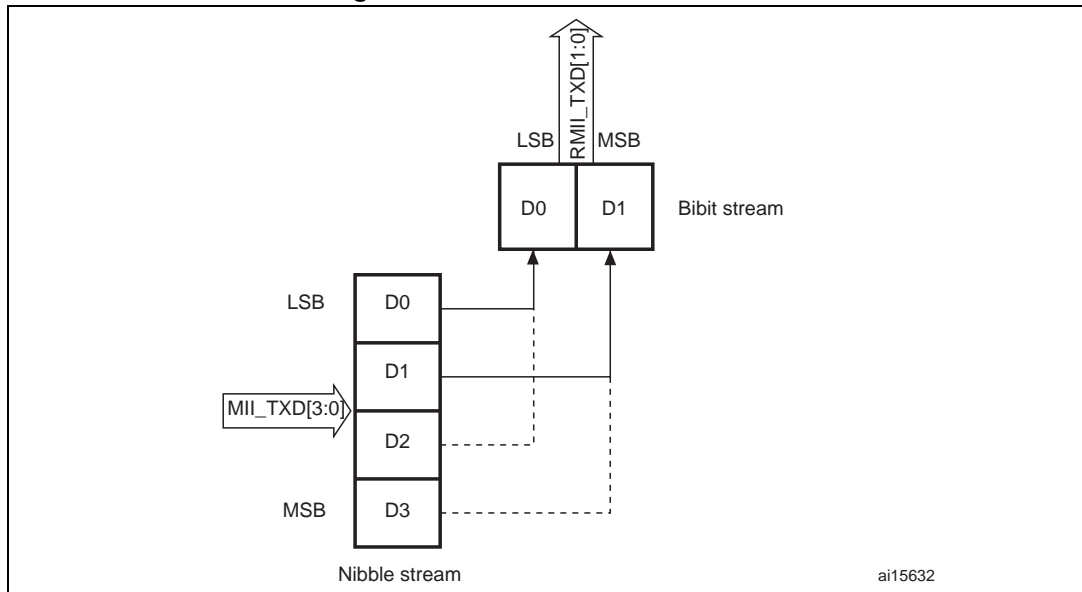 RMII_TXD[1:0]
LSB
MSB
D0
D1
Bibit stream
LSB
D0
D1
MII_TXD[3:0]
D2
MSB
D3
Nibble stream
ai15632